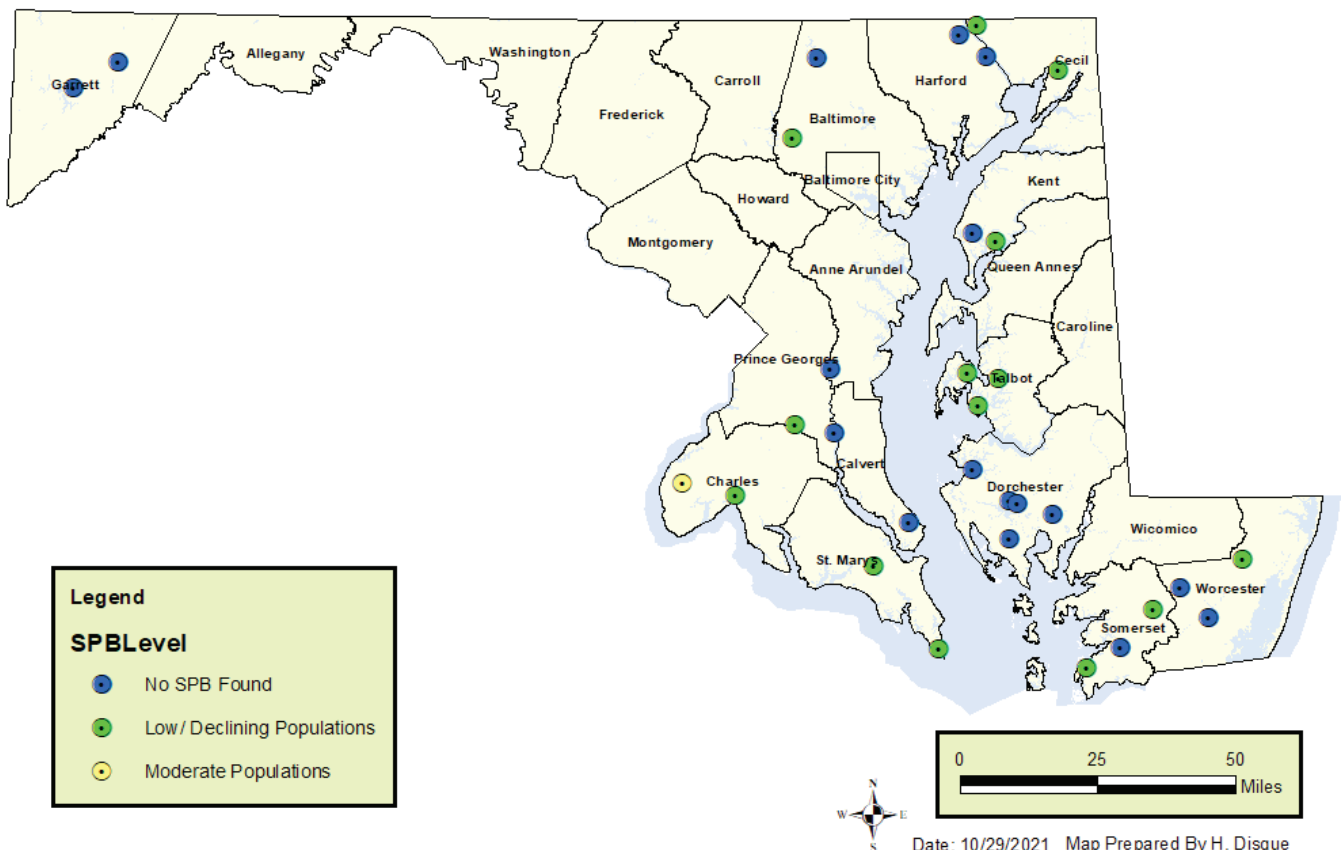 Washington
Allegany
Garrett
Carroll
Harford
Cecil
Frederick
Baltimore
Baltimore City
Kent
Howard
Montgomery
Anne Arundel
Queen Annes
Caroline
Prince Georges
Talbot
Calvert
Charles
Dorchester
Wicomico
St. Marys
Worcester
Somerset
Legend
SPBLevel
No SPB Found
Low/ Declining Populations
Moderate Populations
0 25 50
Miles
N
W E
S
Date: 10/29/2021 Map Prepared By H. Disque